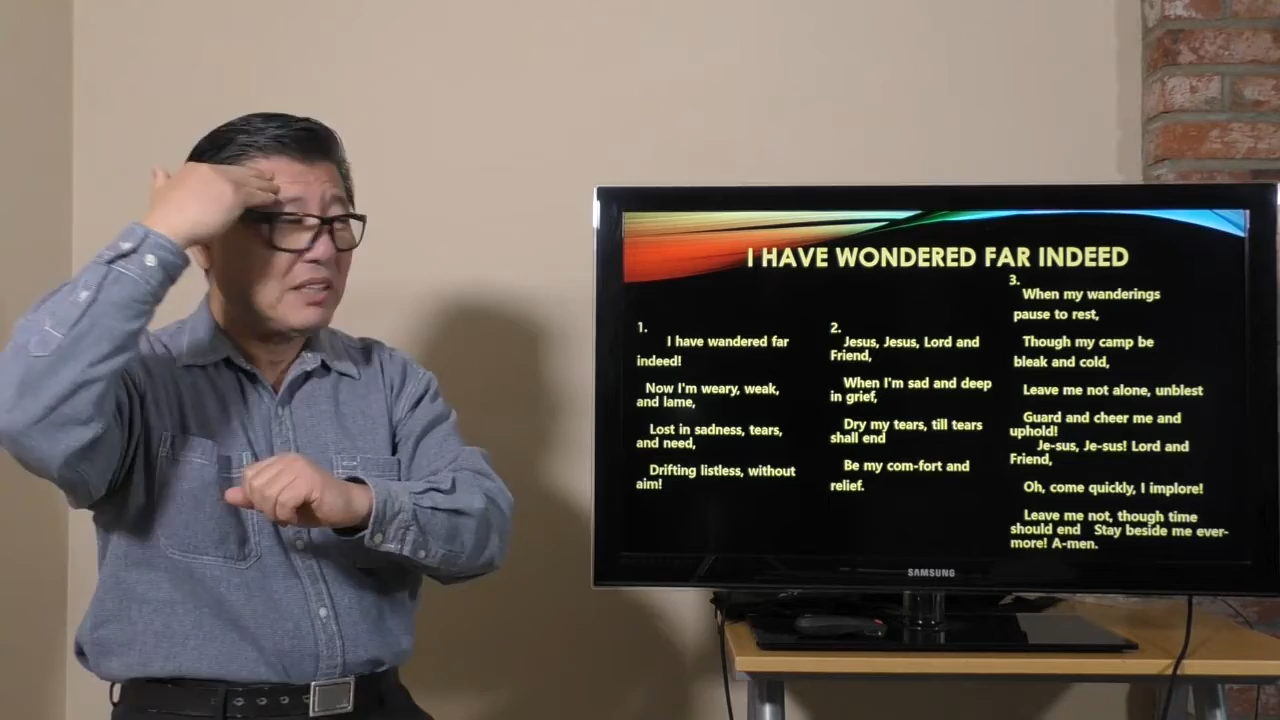 I HAVE WONDERED FAR INDEED
1.
I have wandered far
indeed!
Now I'm weary, weak,
and lame,
Lost in sadness, tears,
and need,
Drifting listless, without
aim!
2.
Jesus, Jesus, Lord and
Friend,
When I'm sad and deep
in grief,
Dry my tears, till tears
shall end
Be my com-fort and
relief.
3.
When my wanderings
pause to rest,
Though my camp be
bleak and cold,
Leave me not alone, unblest
Guard and cheer me and
uphold!
Je-sus, Je-sus! Lord and
Friend,
Oh, come quickly, I implore!
Leave me not, though time
should end Stay beside me ever-
more! A-men.
SAMSUNG